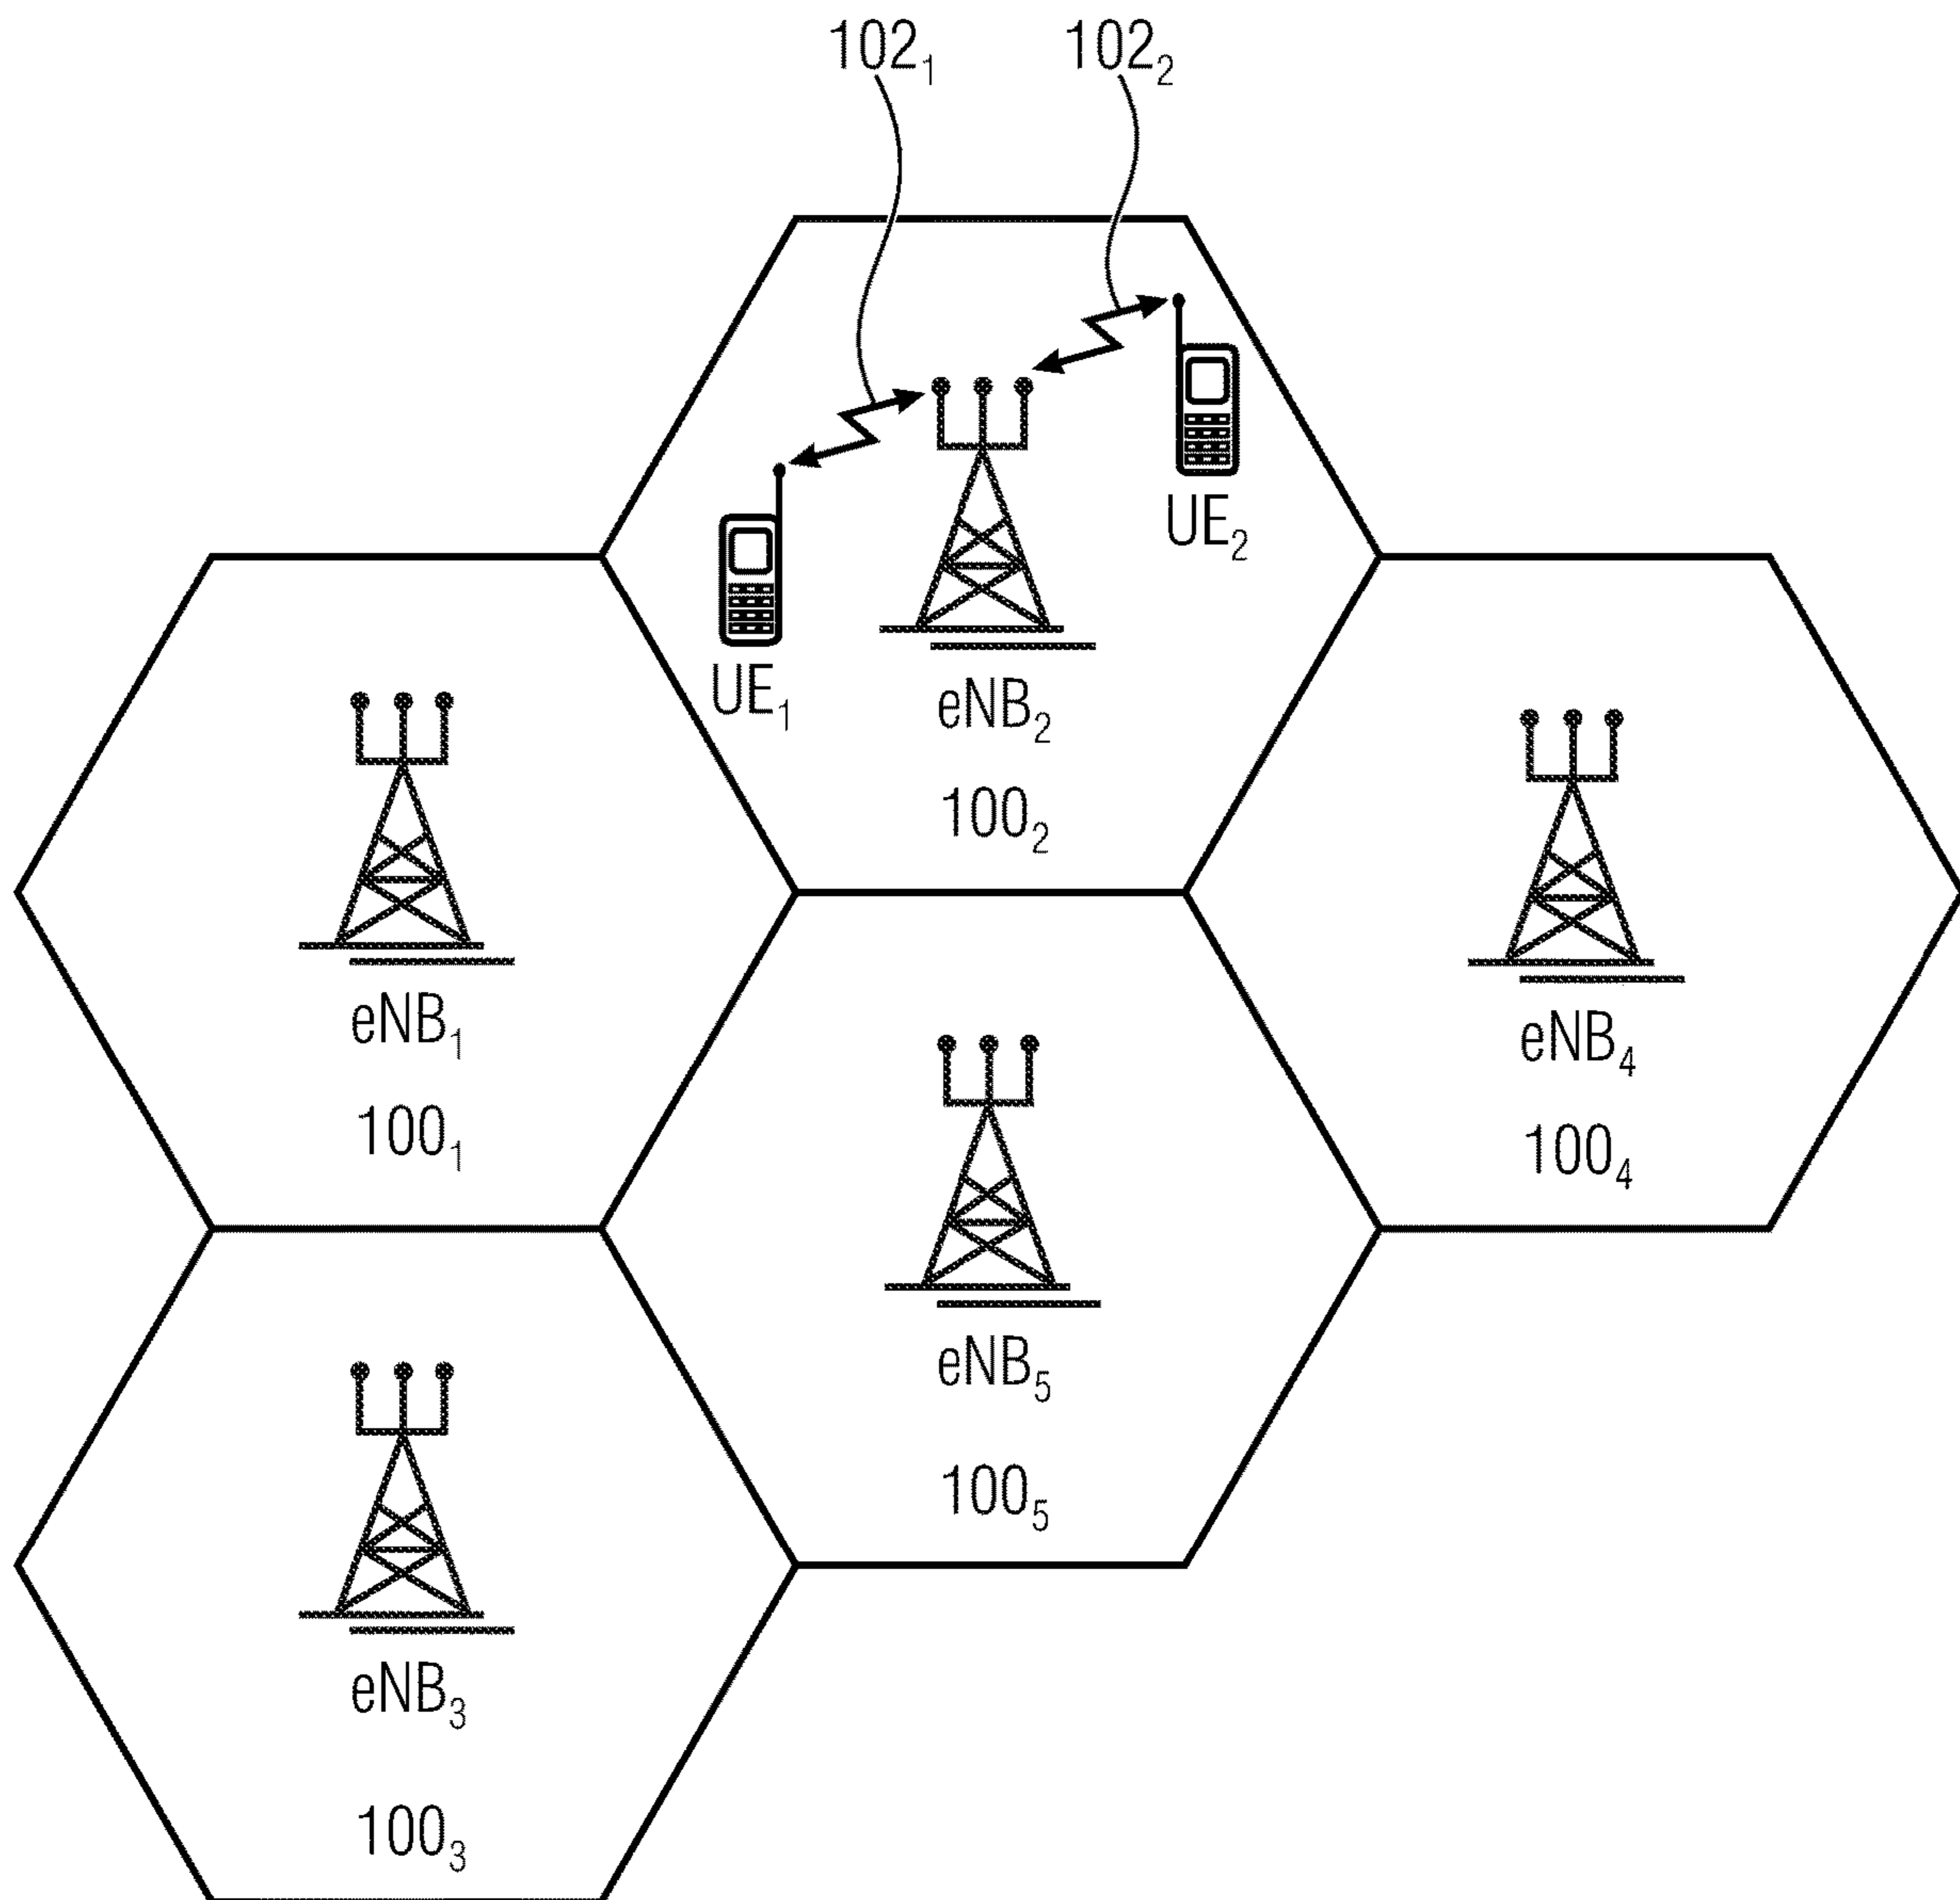 102₁ 102₂
UE₂
UE₁
eNB₂
100₂
eNB₁
100₁
eNB₄
100₄
eNB₅
100₅
eNB₃
100₃